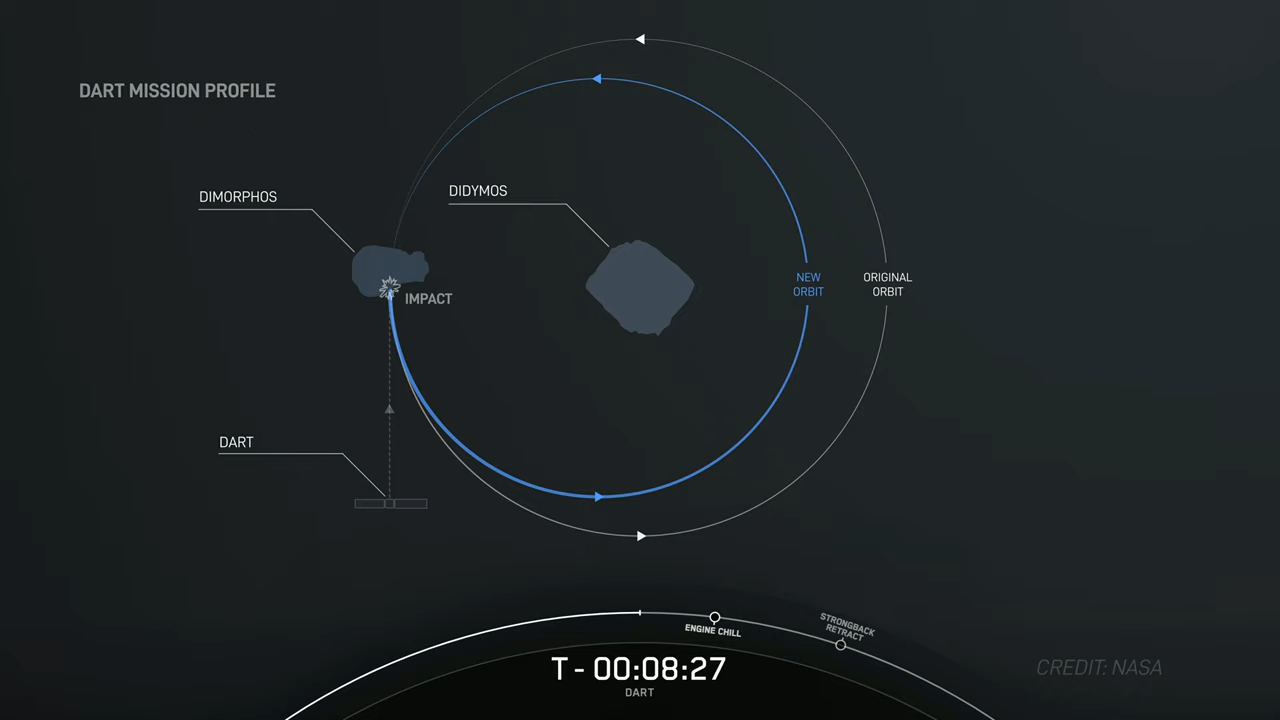 DART MISSION PROFILE
DIMORPHOS
DIDYMOS
NEW
ORBIT
ORIGINAL
ORBIT
IMPACT
DART
ENGINE CHILL
STRONGBACK
RETRACT
T - 00:08:27
DART
CREDIT: NASA